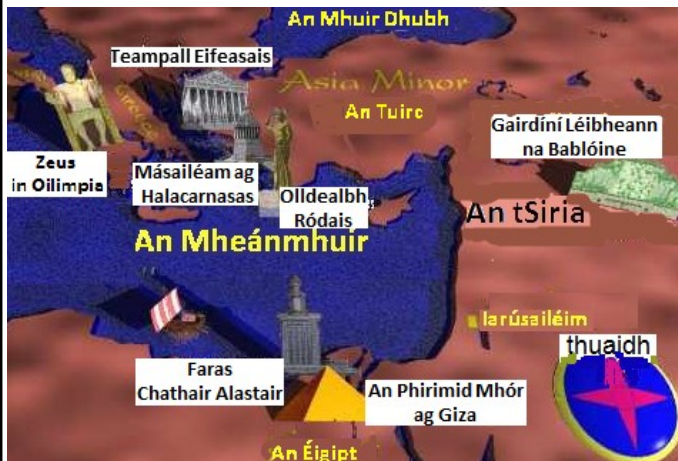 An Mhuir Dhubh
Teampall Eifeasais
Asia Minor
An Tuirc
Gairdíní Léibheann
na Bablóine
Zeus
in Oilimpia
Másailéam ag
Halacarnasas
Olldealbh
Ródais
An tSiria
An Mheánmhuir
Iarúsailéim
thuaidh
Faras
Chathair Alastair
An Phirimid Mhór
ag Giza
An Éigipt